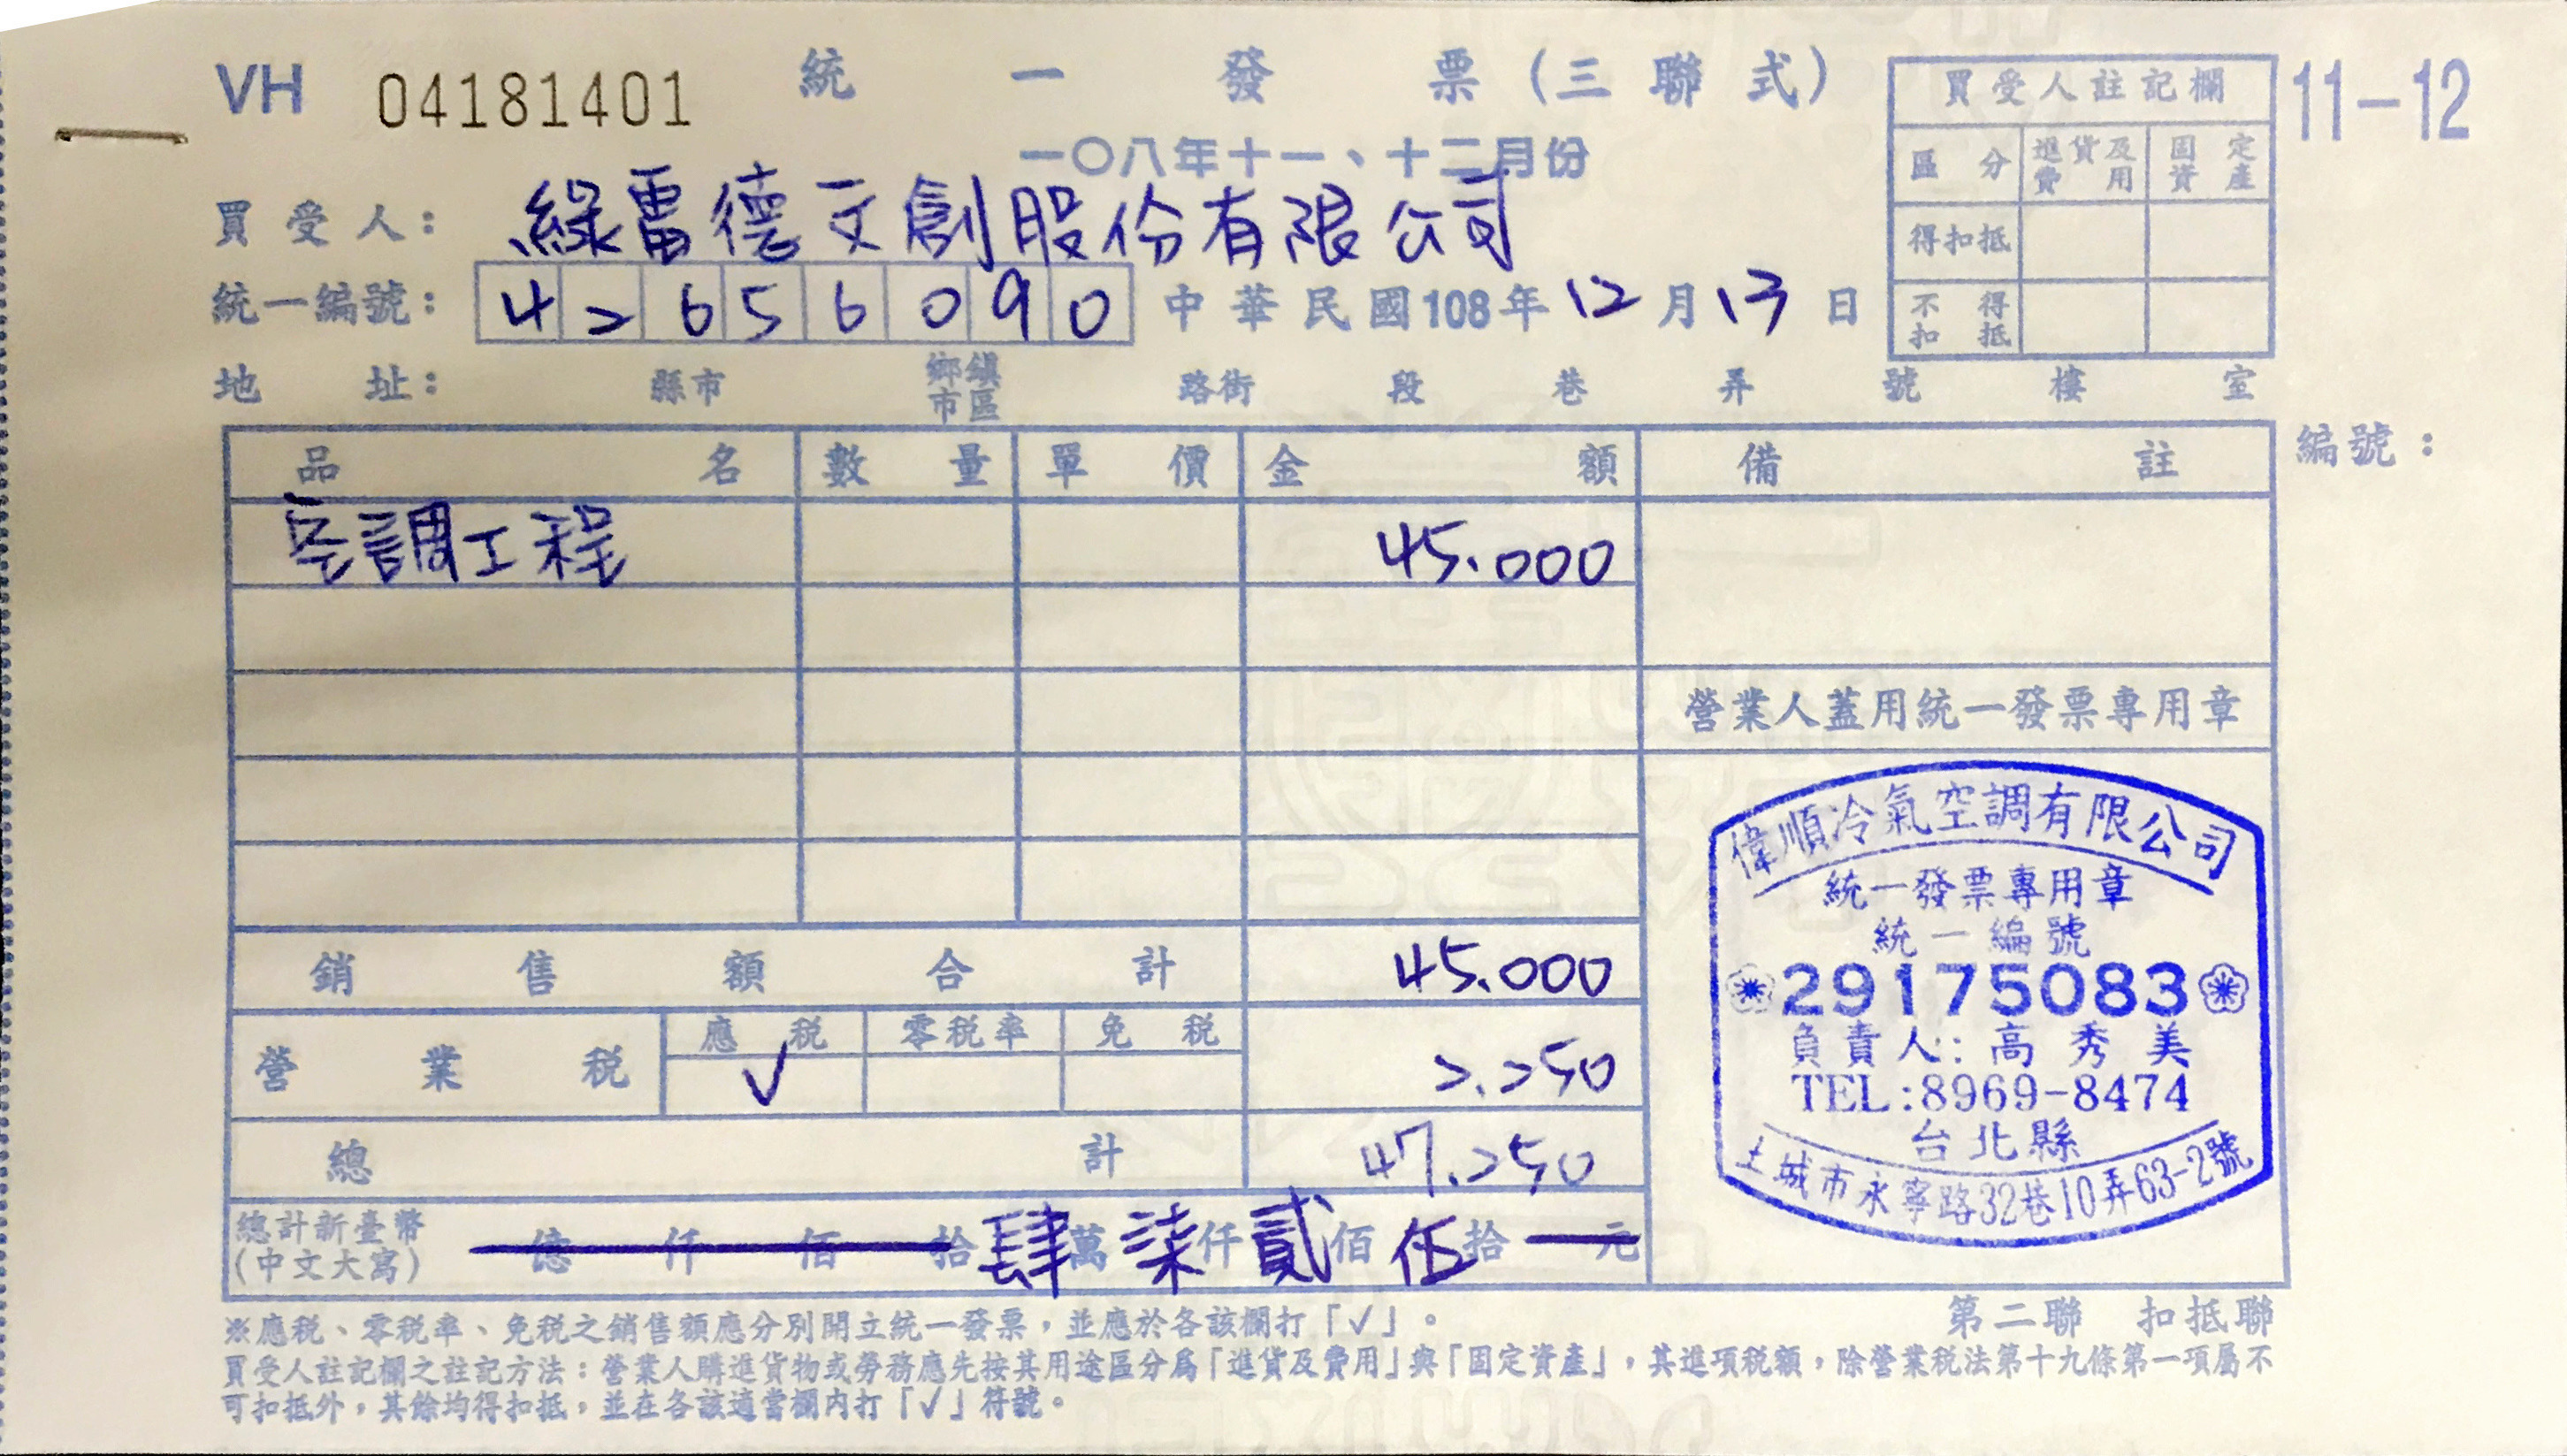 VH 04181401 統一發票(三聯式) 11-12
一〇八年十一、十二月份
買受人註記欄
區分 進貨及費用 固定資產
得扣抵
不得扣抵
買受人: 綠雷德文創股份有限公司
統一編號: 42656090 中華民國108年12月13日
地址: 縣市 鄉鎮市區 路街 段 巷 弄 號 樓 室
品名 數量 單價 金額 備註 編號:
空調工程 45.000
營業人蓋用統一發票專用章
銷售額合計 45.000
營業稅 應稅 零稅率 免稅
√ 2.250
總計 47.250
總計新臺幣(中文大寫) 億 仟 佰 拾肆萬柒仟貳佰伍拾 元
偉順冷氣空調有限公司
統一發票專用章
統一編號
29175083
負責人:高秀美
TEL:8969-8474
台北縣
土城市永寧路32巷10弄63-2號
第二聯 扣抵聯
※應稅、零稅率、免稅之銷售額應分別開立統一發票,並應於各該欄打「√」。
買受人註記欄之註記方法:營業人購進貨物或勞務應先按其用途區分為「進貨及費用」與「固定資產」,其進項稅額,除營業稅法第十九條第一項屬不
可扣抵外,其餘均得扣抵,並在各該適當欄內打「√」符號。